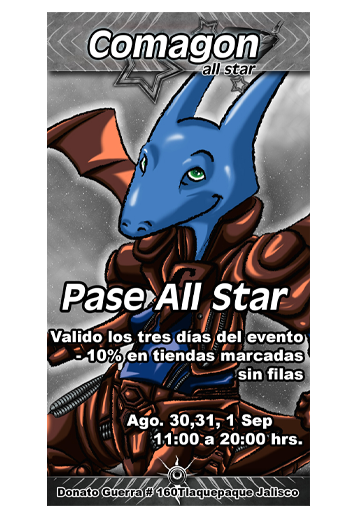 Comagon
all star
Pase All Star
Valido los tres días del evento
- 10% en tiendas marcadas
sin filas
Ago. 30,31, 1 Sep
11:00 a 20:00 hrs.
Donato Guerra # 160Tlaquepaque Jalisco